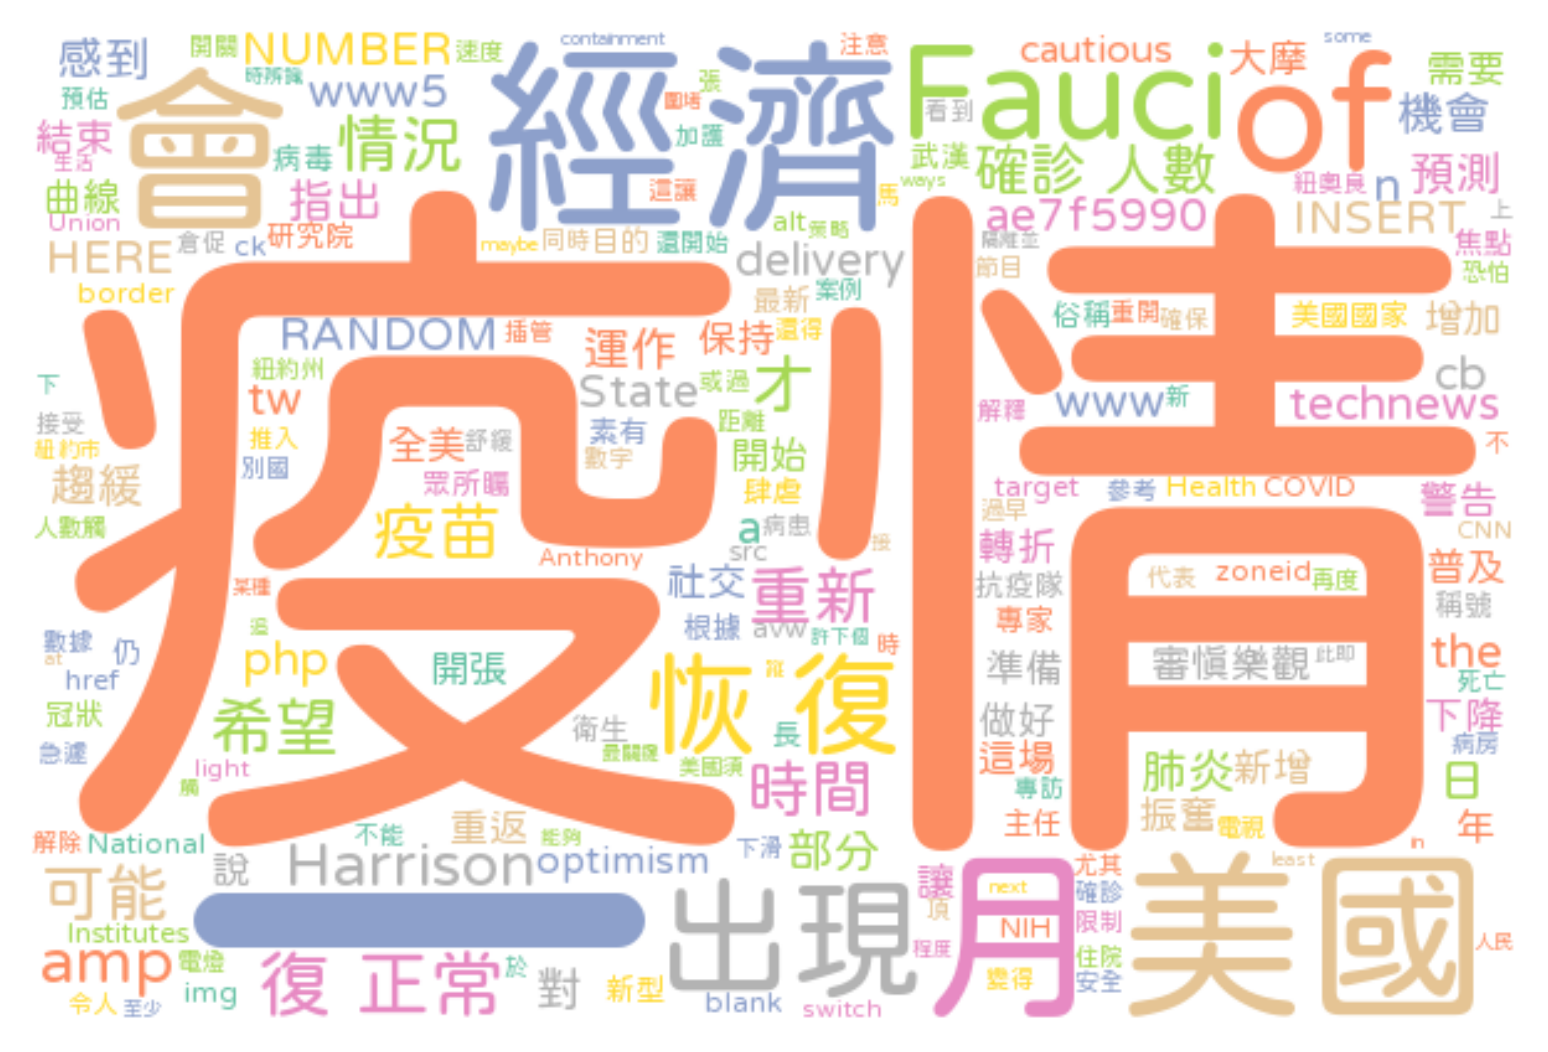 感到 開關 NUMBER 速度 containment 注意 cautious 大摩 some 需要
預估 會 時辨識 www5 經濟 張 圍堵 Fauci 看到 of 機會
結束 生活 病毒 情況 加護 武漢 確診 人數 紐奧良 n 預測
曲線 Union 指出 這讓 馬 ways ae7f5990 INSERT 上
HERE 倉促 ck 研究院 maybe 同時 目的 還開始 alt 策略 delivery 隔離並 焦點
border 最新 案例 節目 恐怕
疫情
RANDOM 插管 運作 保持 還得 俗稱 重開 確保 美國國家 增加
下 紐約州 tw State 或過 才 www 新 cb technews
接受 紐約市 推入 全美 舒緩 素有 距離 解釋 不
趨緩 別國 眾所矚 數字 開始 肆虐 target 參考 Health COVID 警告
人數觸 疫苗 Anthony a 病患 src 接 過早 轉折 CNN
某種 社交 重新 抗疫隊 代表 zoneid 再度 普及 稱號
數據 at 仍 php 開張 根據 avw 許下個 時 專家 the
href 恢復 準備 審慎樂觀 此即 死亡
冠狀 希望 衛生 長 做好 下降
急遽 light 美國須 時間 這場 專訪 肺炎 新增 病房 日
解除 National 不能 重返 能夠 下滑 部分 主任 振奮 電視 in 年
可能 說 Harrison optimism 讓 尤其 least
Institutes 一 出現 頂 月 next 確診 美國
amp 電燈 復 正常 於 對 新型 程度 NIH 限制 人民
令人 至少 img blank switch 變得 住院 安全